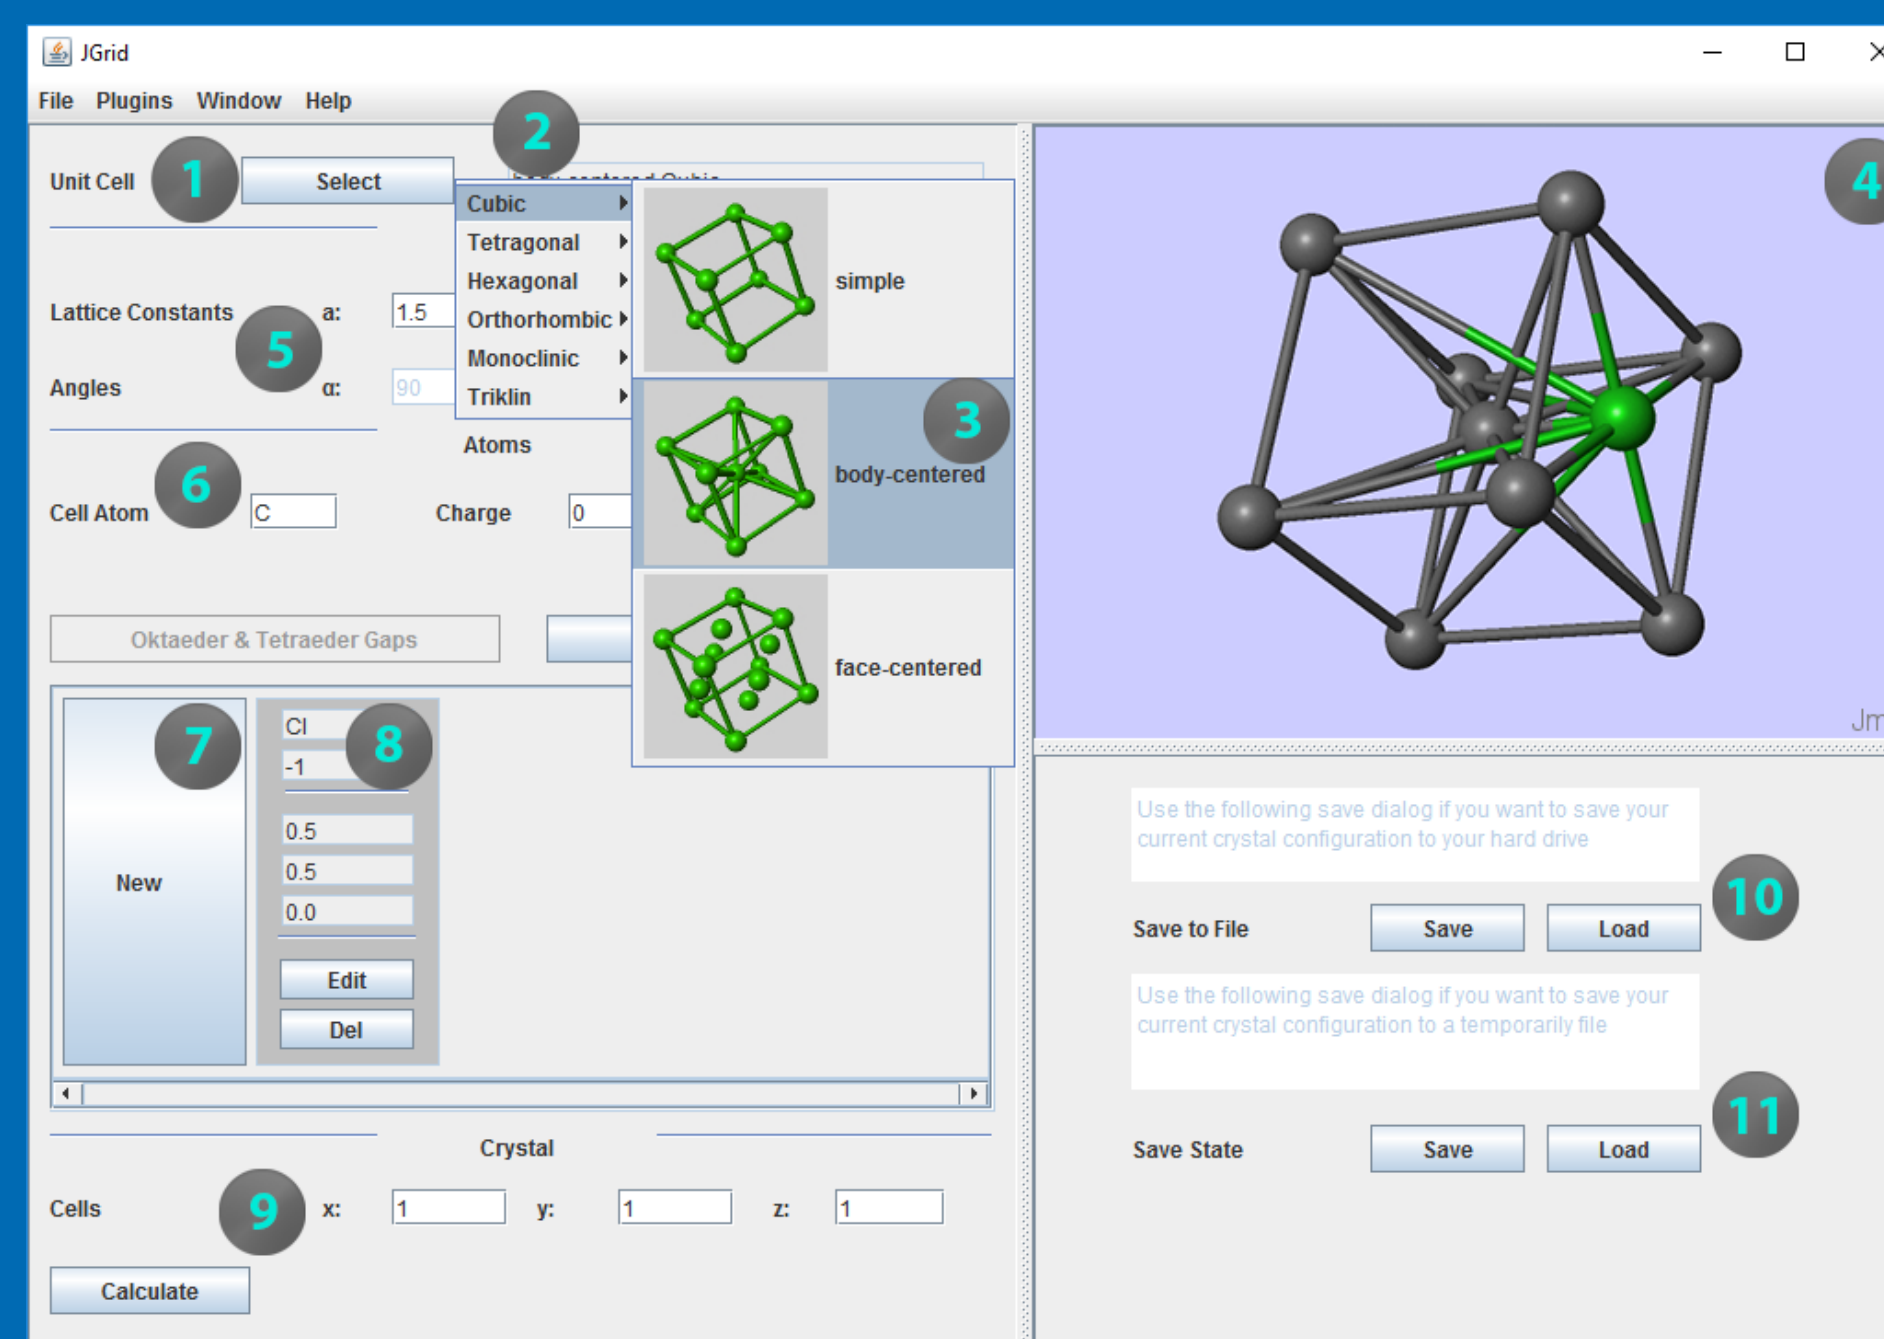 JGrid
File Plugins Window Help
1
2
Unit Cell
Select
Cubic
Tetragonal
Hexagonal
Orthorhombic
Monoclinic
Triklin
simple
3
body-centered
face-centered
4
Lattice Constants
a:
1.5
5
Angles
α:
90
Atoms
6
Cell Atom
C
Charge
0
Oktaeder & Tetraeder Gaps
7
New
8
Cl
-1
0.5
0.5
0.0
Edit
Del
Crystal
Cells
9
x:
1
y:
1
z:
1
Calculate
Jm
Use the following save dialog if you want to save your
current crystal configuration to your hard drive
10
Save to File
Save
Load
Use the following save dialog if you want to save your
current crystal configuration to a temporarily file
11
Save State
Save
Load